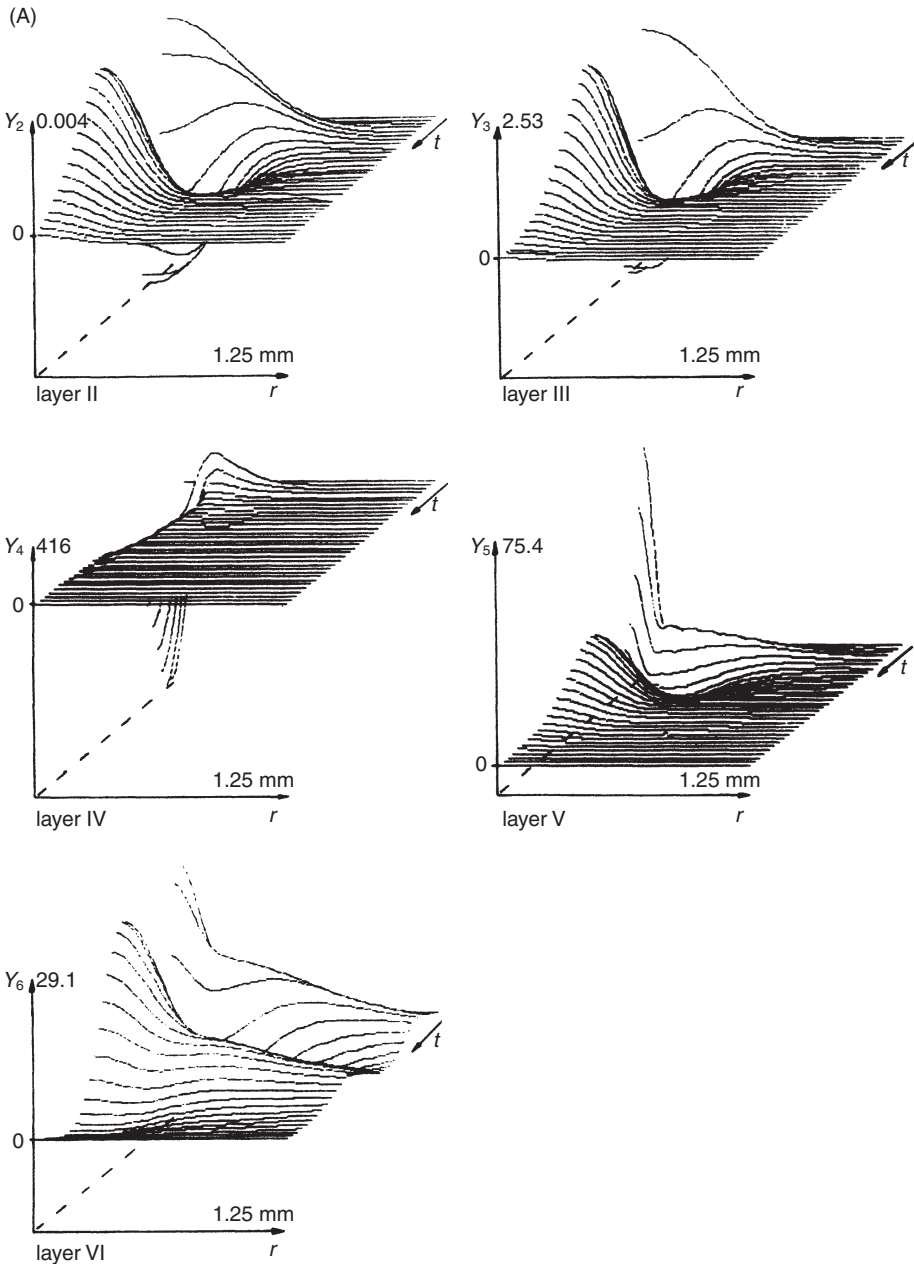 (A)
Y2 0.004
t
0
1.25 mm
layer II
r
Y3 2.53
t
0
1.25 mm
layer III
r
Y4 416
t
0
1.25 mm
layer IV
r
Y5 75.4
t
0
1.25 mm
layer V
r
Y6 29.1
t
0
1.25 mm
layer VI
r